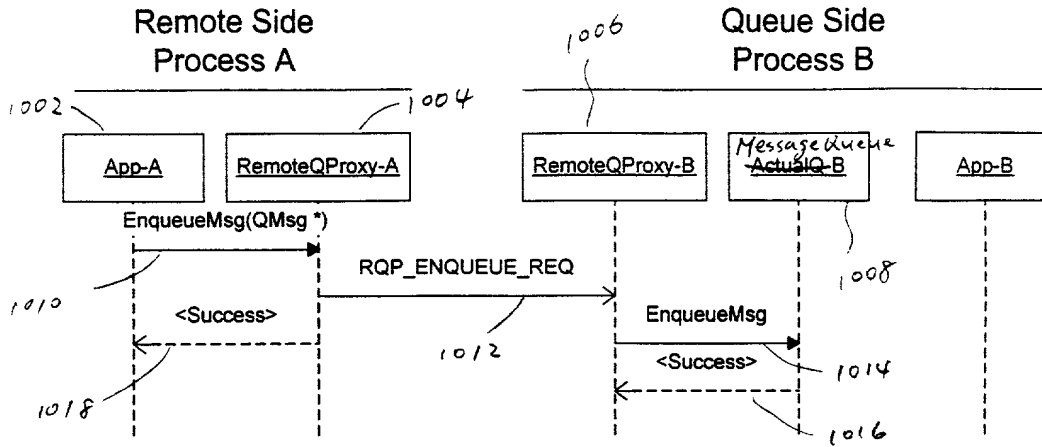 Remote Side
Process A
Queue Side
Process B
1006
1002
1004
App-A
RemoteQProxy-A
RemoteQProxy-B
MessageQueue
ActualQ-B
App-B
EnqueueMsg(QMsg *)
1008
RQP_ENQUEUE_REQ
1010
<Success>
EnqueueMsg
1012
<Success>
1014
1018
1016